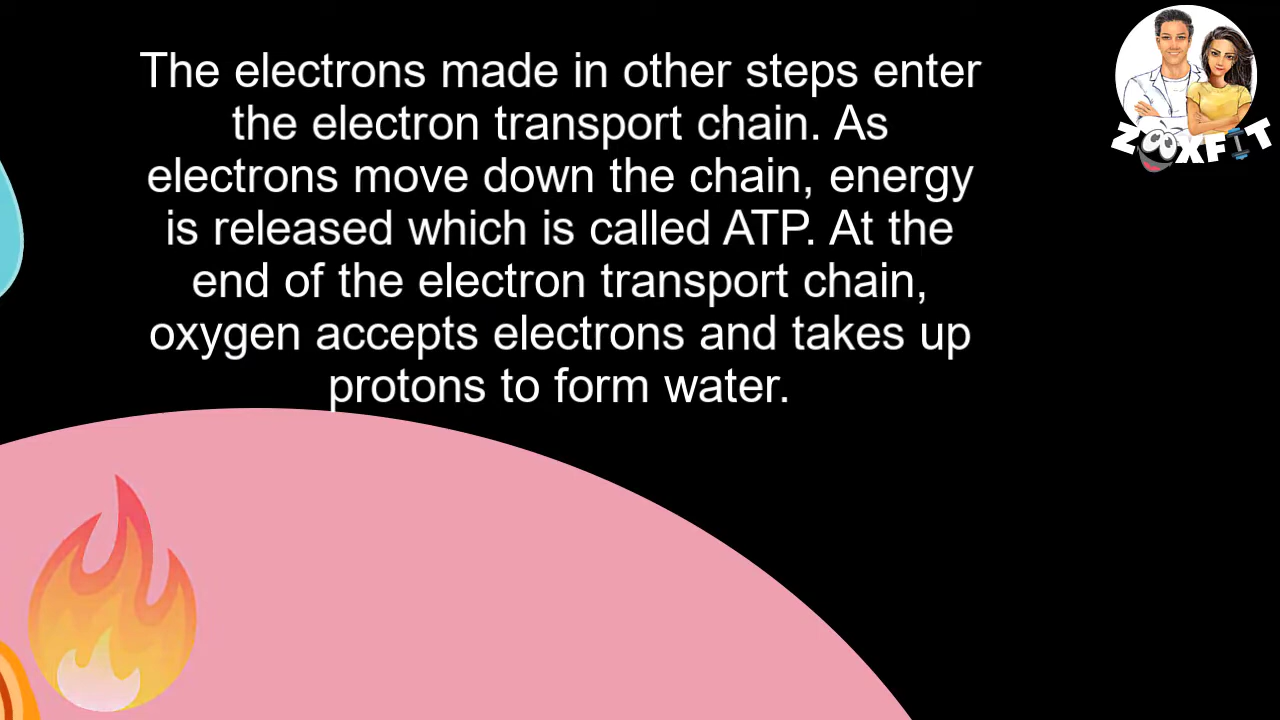 The electrons made in other steps enter
the electron transport chain. As
electrons move down the chain, energy
is released which is called ATP. At the
end of the electron transport chain,
oxygen accepts electrons and takes up
protons to form water.
ZOOXFIT